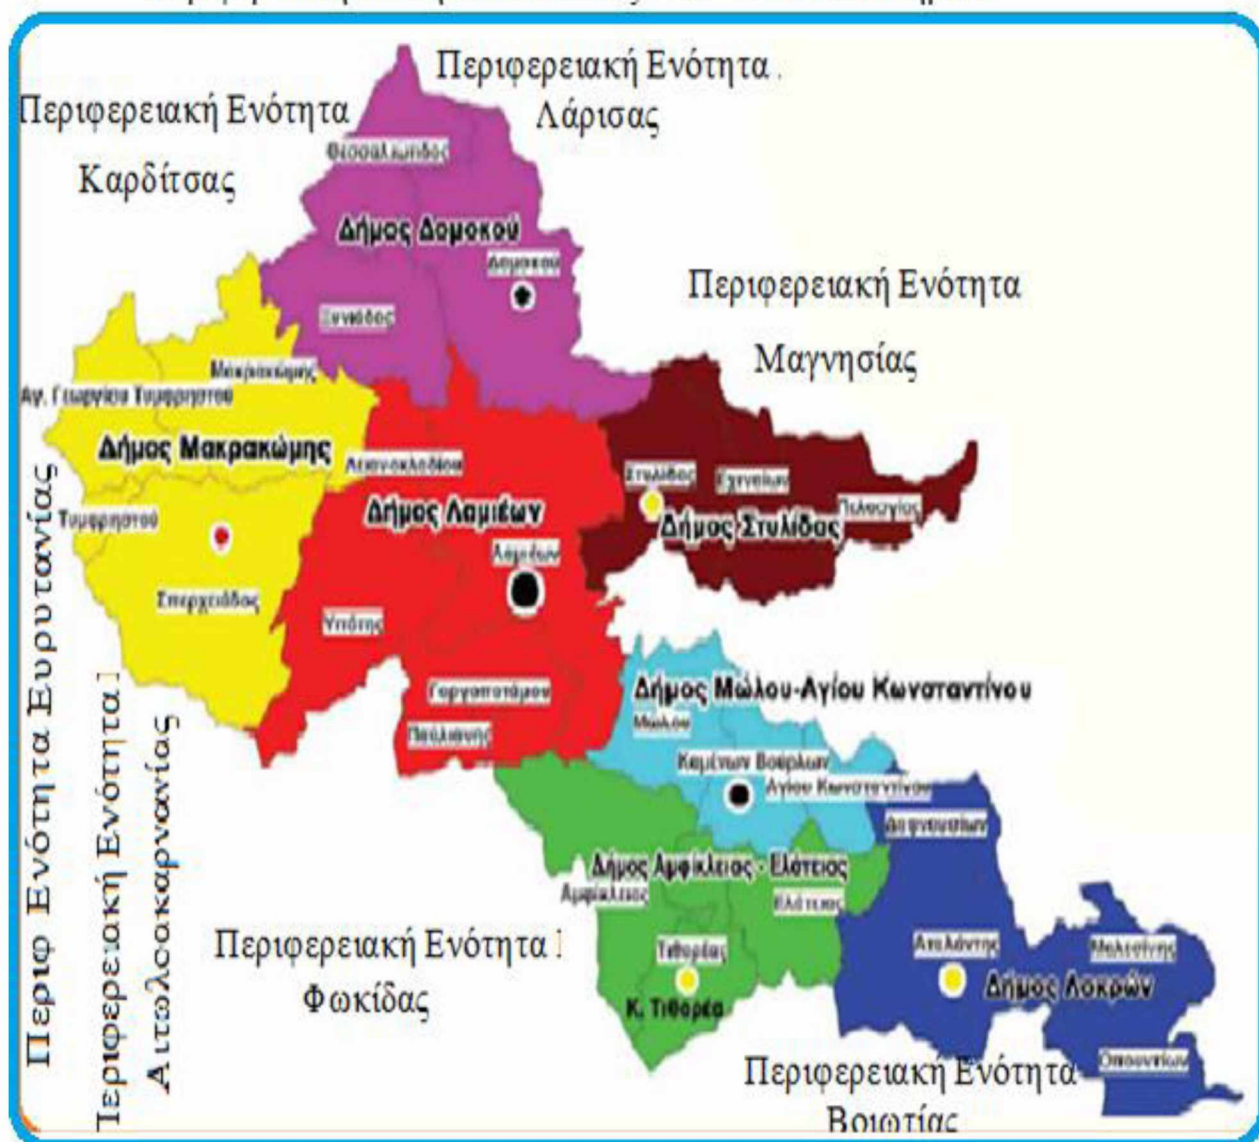 Περιφερειακή Ενότητα
Λάρισας
Περιφερειακή Ενότητα
Καρδίτσας
Θεσσαλιώτιδος
Δήμος Δομοκού
Δομοκού
Ξυνιάδος
Περιφερειακή Ενότητα
Μαγνησίας
Μακρακώμης
Αγ. Γεωργίου Τυμφρηστού
Δήμος Μακρακώμης
Λειανοκλαδίου
Τυμφρηστού
Σπερχειάδος
Δήμος Λαμιέων
Λαμιέων
Υπάτης
Γοργοποτάμου
Παύλιανης
Στυλίδας
Εχιναίων
Πελασγίας
Δήμος Στυλίδας
Δήμος Μώλου-Αγίου Κωνσταντίνου
Μώλου
Καμένων Βούρλων
Αγίου Κωνσταντίνου
Δαφνουσίων
Δήμος Αμφίκλειας - Ελάτειας
Αμφίκλειας
Ελάτειας
Τιθορέας
Κ. Τιθορέα
Αταλάντης
Μαλεσίνης
Δήμος Λοκρών
Οπουντίων
Περιφ Ενότητα Ευρυτανίας
Περιφερειακή Ενότητα
Αιτωλοακαρνανίας
Περιφερειακή Ενότητα
Φωκίδας
Περιφερειακή Ενότητα
Βοιωτίας